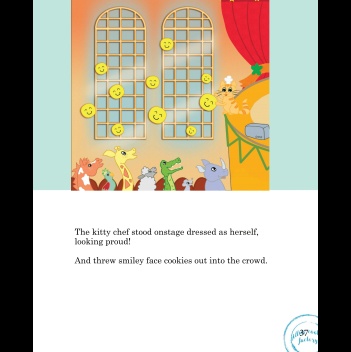 The kitty chef stood onstage dressed as herself,
looking proud!
And threw smiley face cookies out into the crowd.
37
factory